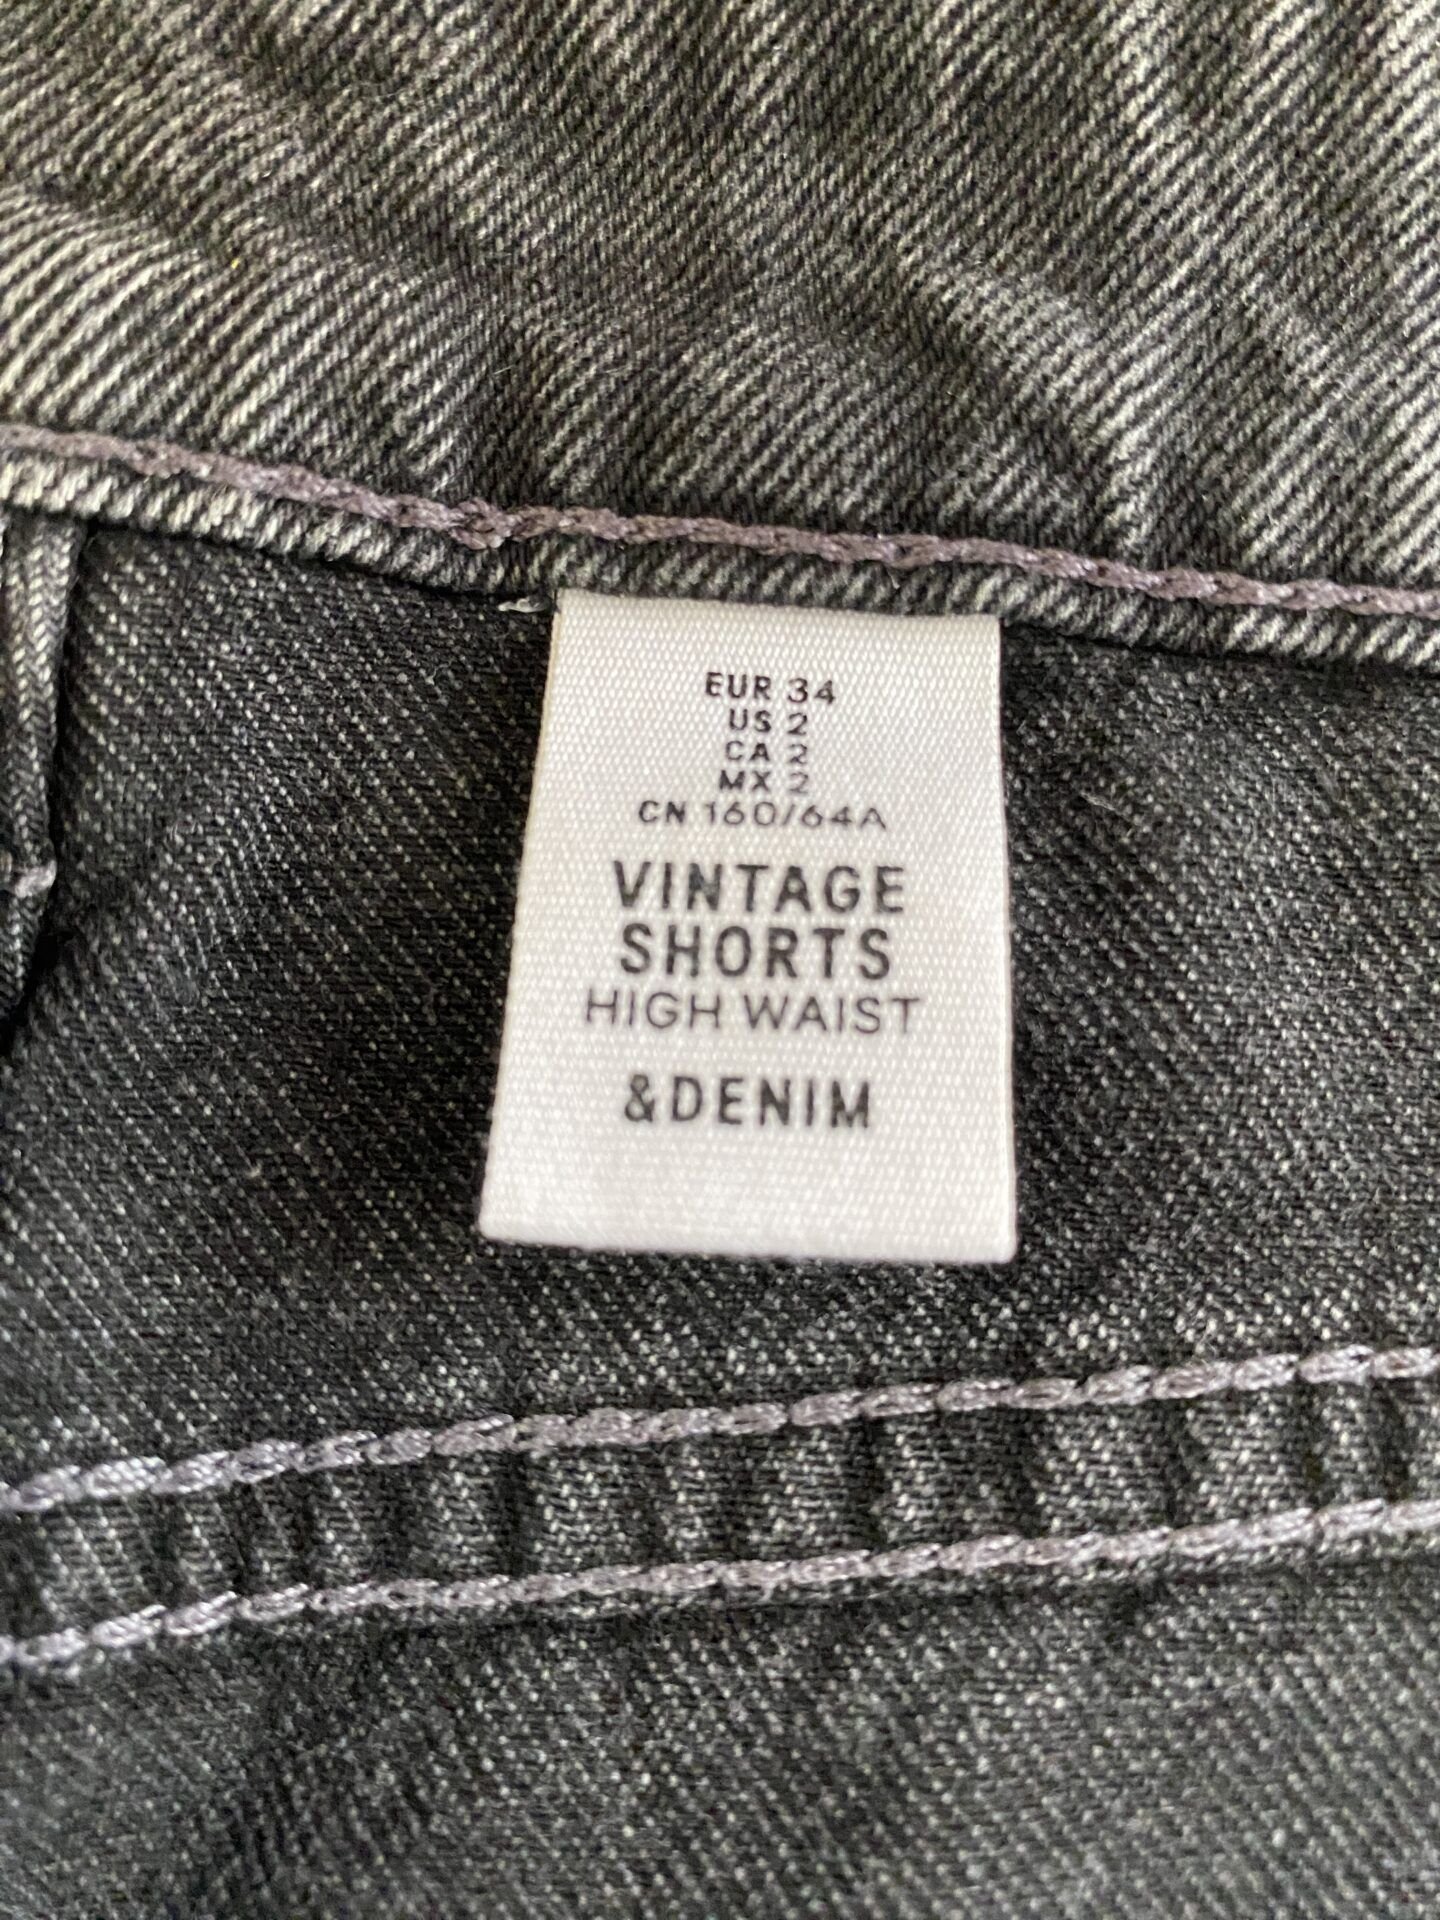 EUR 34
US 2
CA 2
MX 2
CN 160/64A
VINTAGE
SHORTS
HIGH WAIST
&DENIM